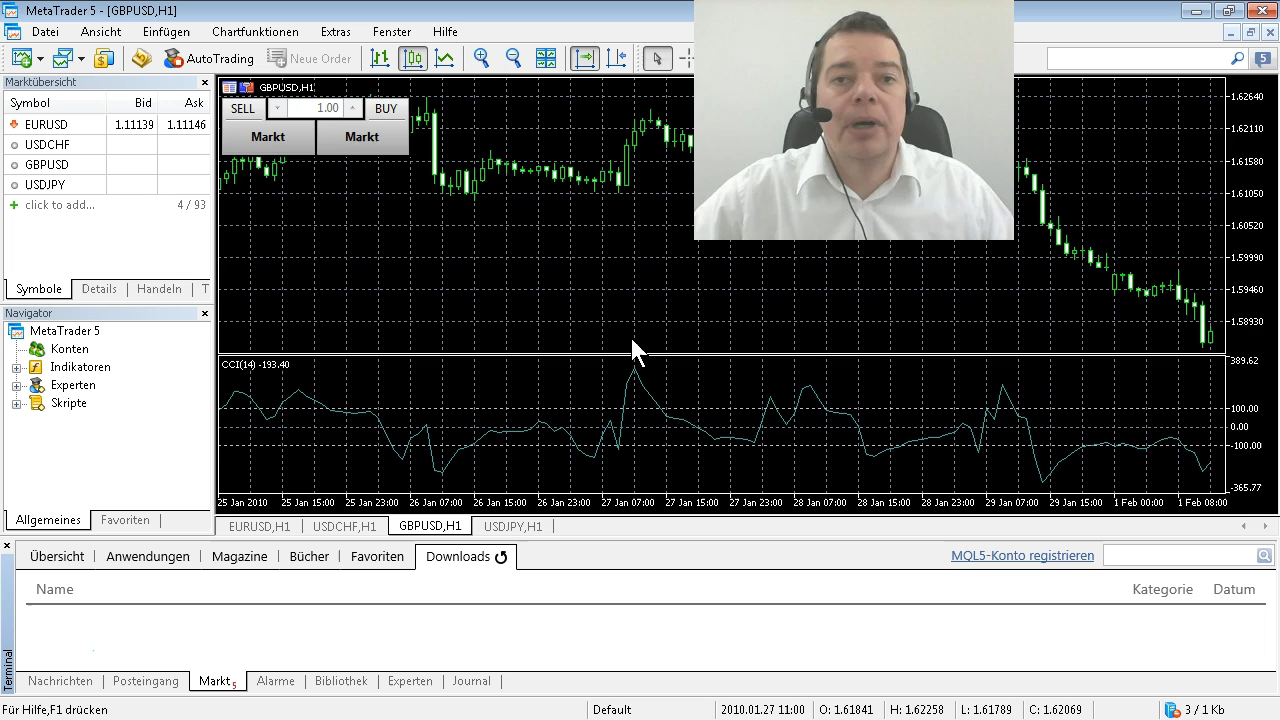 MetaTrader 5 - [GBPUSD,H1]
Datei Ansicht Einfügen Chartfunktionen Extras Fenster Hilfe
AutoTrading New Order 5
Marktübersicht
Symbol Bid Ask
EURUSD 1.11139 1.11146
USDCHF
GBPUSD
USDJPY
click to add... 4 / 93
Symbole Details Handeln T
Navigator
MetaTrader 5
Konten
Indikatoren
Experten
Skripte
Allgemeines Favoriten
GBPUSD,H1
SELL 1.00 BUY
Markt Markt
1.62640
1.62110
1.61580
1.61050
1.60520
1.59990
1.59460
1.58930
CCI(14) -193.40
389.62
100.00
0.00
-100.00
-365.77
25 Jan 2010 25 Jan 15:00 25 Jan 23:00 26 Jan 07:00 26 Jan 15:00 26 Jan 23:00 27 Jan 07:00 27 Jan 15:00 27 Jan 23:00 28 Jan 07:00 28 Jan 15:00 28 Jan 23:00 29 Jan 07:00 29 Jan 15:00 1 Feb 00:00 1 Feb 08:00
EURUSD,H1 USDCHF,H1 GBPUSD,H1 USDJPY,H1
Übersicht Anwendungen Magazine Bücher Favoriten Downloads MQL5-Konto registrieren
Name Kategorie Datum
Terminal
Nachrichten Posteingang Markt 5 Alarme Bibliothek Experten Journal
Für Hilfe,F1 drücken Default 2010.01.27 11:00 O: 1.61841 H: 1.62258 L: 1.61789 C: 1.62069 3 / 1 Kb